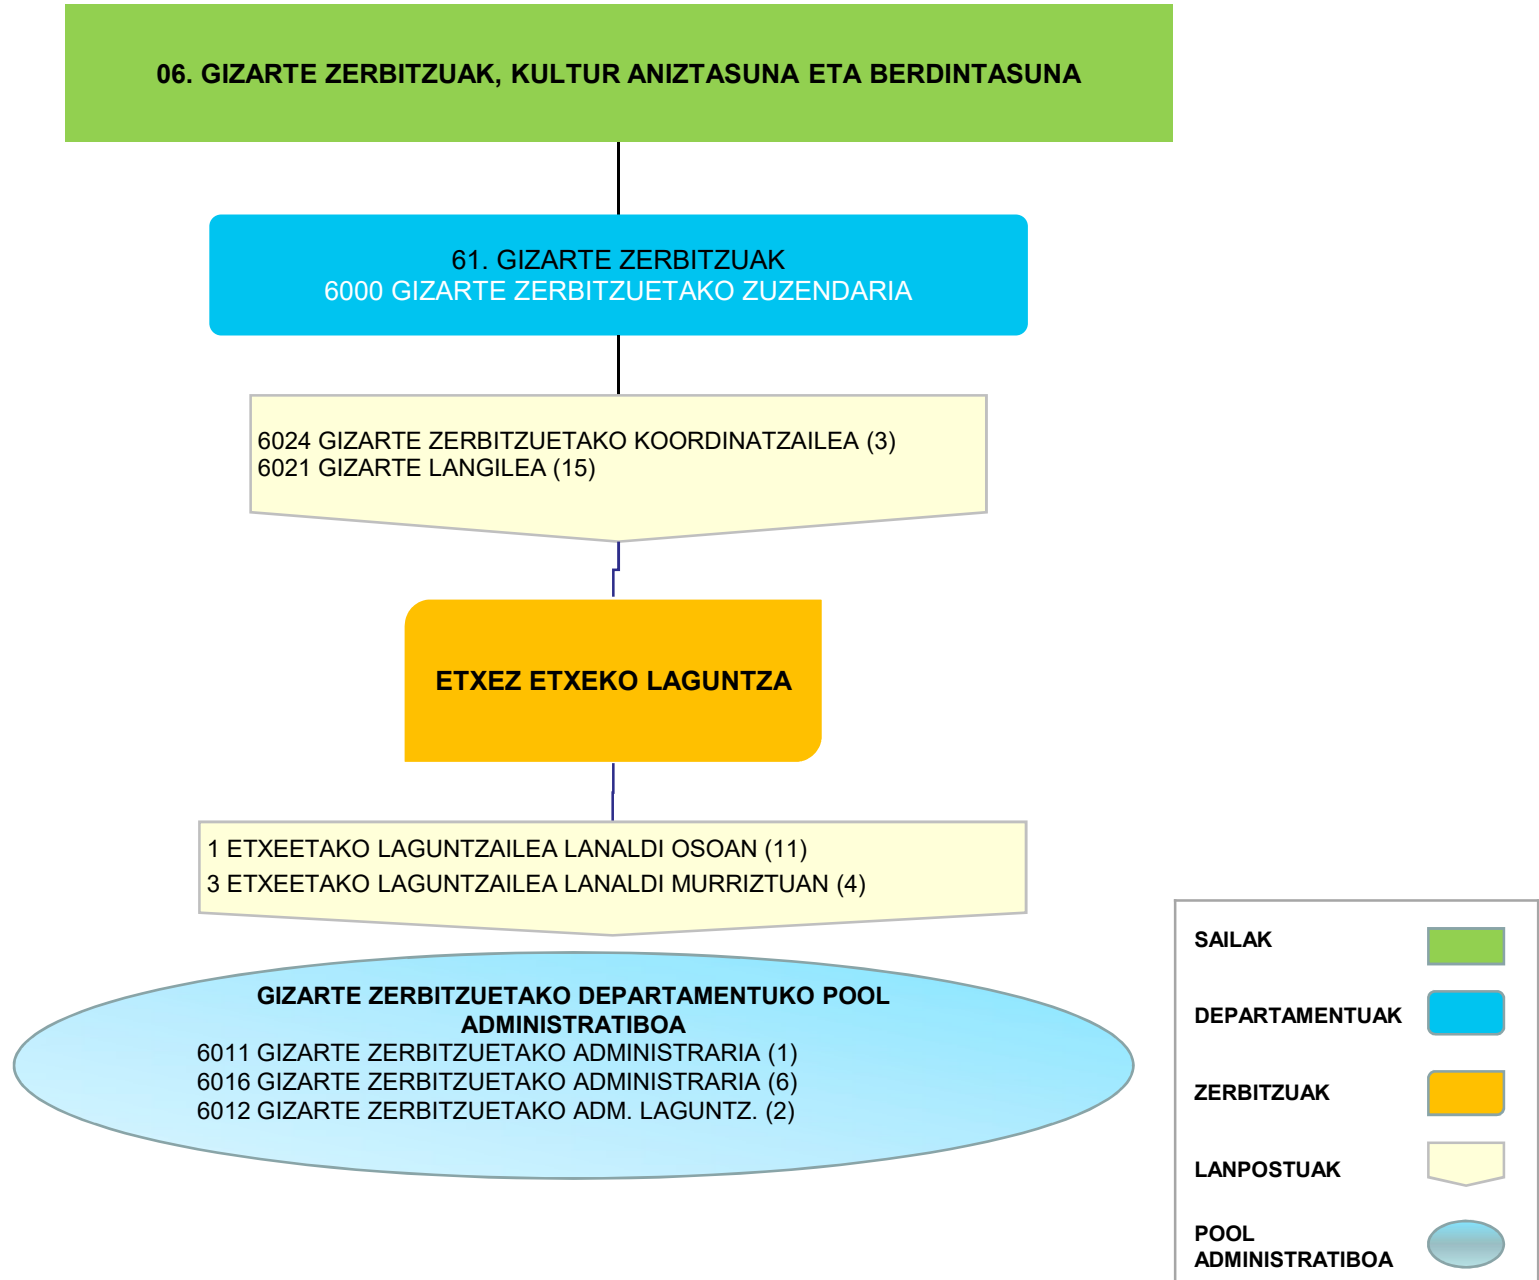 06. GIZARTE ZERBITZUAK, KULTUR ANIZTASUNA ETA BERDINTASUNA
61. GIZARTE ZERBITZUAK
6000 GIZARTE ZERBITZUETAKO ZUZENDARIA
6024 GIZARTE ZERBITZUETAKO KOORDINATZAILEA (3)
6021 GIZARTE LANGILEA (15)
ETXEZ ETXEKO LAGUNTZA
1 ETXEETAKO LAGUNTZAILEA LANALDI OSOAN (11)
3 ETXEETAKO LAGUNTZAILEA LANALDI MURRIZTUAN (4)
GIZARTE ZERBITZUETAKO DEPARTAMENTUKO POOL
ADMINISTRATIBOA
6011 GIZARTE ZERBITZUETAKO ADMINISTRARIA (1)
6016 GIZARTE ZERBITZUETAKO ADMINISTRARIA (6)
6012 GIZARTE ZERBITZUETAKO ADM. LAGUNTZ. (2)
SAILAK
DEPARTAMENTUAK
ZERBITZUAK
LANPOSTUAK
POOL
ADMINISTRATIBOA